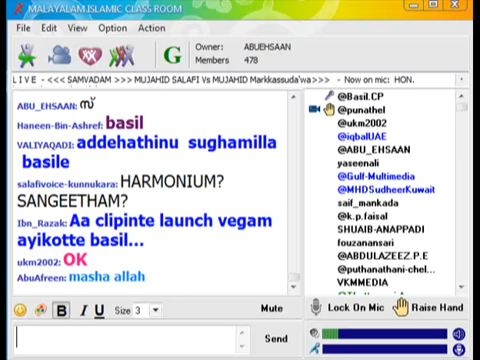 MALAYALAM ISLAMIC CLASS ROOM
File Edit View Option Action
G
Owner: ABUEHSAAN
Members 478
L I V E - <<< SAMVADAM >>> MUJAHID SALAFI Vs MUJAHID Markkassuda'wa>>> - Now on mic: HON.
ABU_EHSAAN: സ്
Haneen-Bin-Ashref: basil
VALIYAQADI: addehathinu sughamilla
basile
salafivoice-kunnukara: HARMONIUM?
SANGEETHAM?
Ibn_Razak: Aa clipinte launch vegam
ayikotte basil...
ukm2002: OK
AbuAfreen: masha allah
@Basil.CP
@punathel
@ukm2002
@iqbalUAE
@ABU_EHSAAN
yaseenali
@Gulf-Multimedia
@MHDSudheerKuwait
saif_mankada
@k.p.faisal
SHUAIB-ANAPPADI
fouzanansari
@ABDULAZEEZ.P.E
@puthanathani-chel...
VKMMEDIA
B I U Size 3
Mute
Lock On Mic
Raise Hand
Send